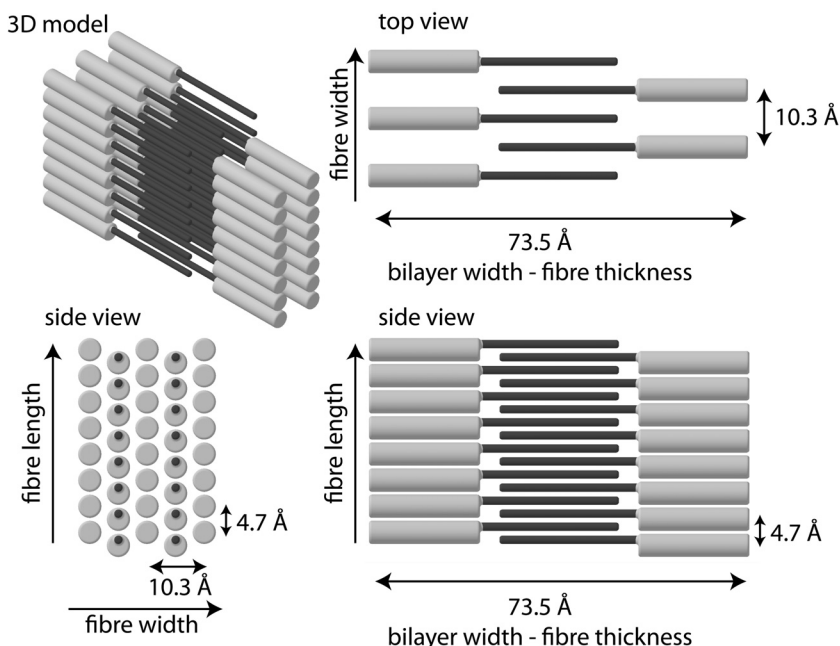 3D model
top view
fibre width
10.3 Å
73.5 Å
bilayer width - fibre thickness
side view
fibre length
4.7 Å
10.3 Å
fibre width
side view
fibre length
4.7 Å
73.5 Å
bilayer width - fibre thickness